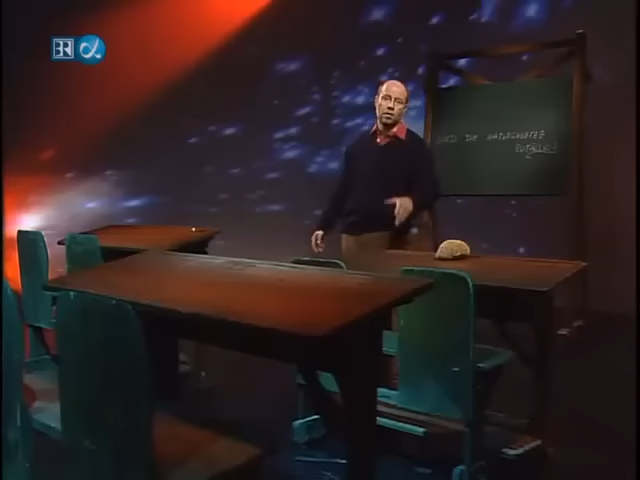 BR α
SIND DIE NATURGESETZE
ZUFÄLLIG?